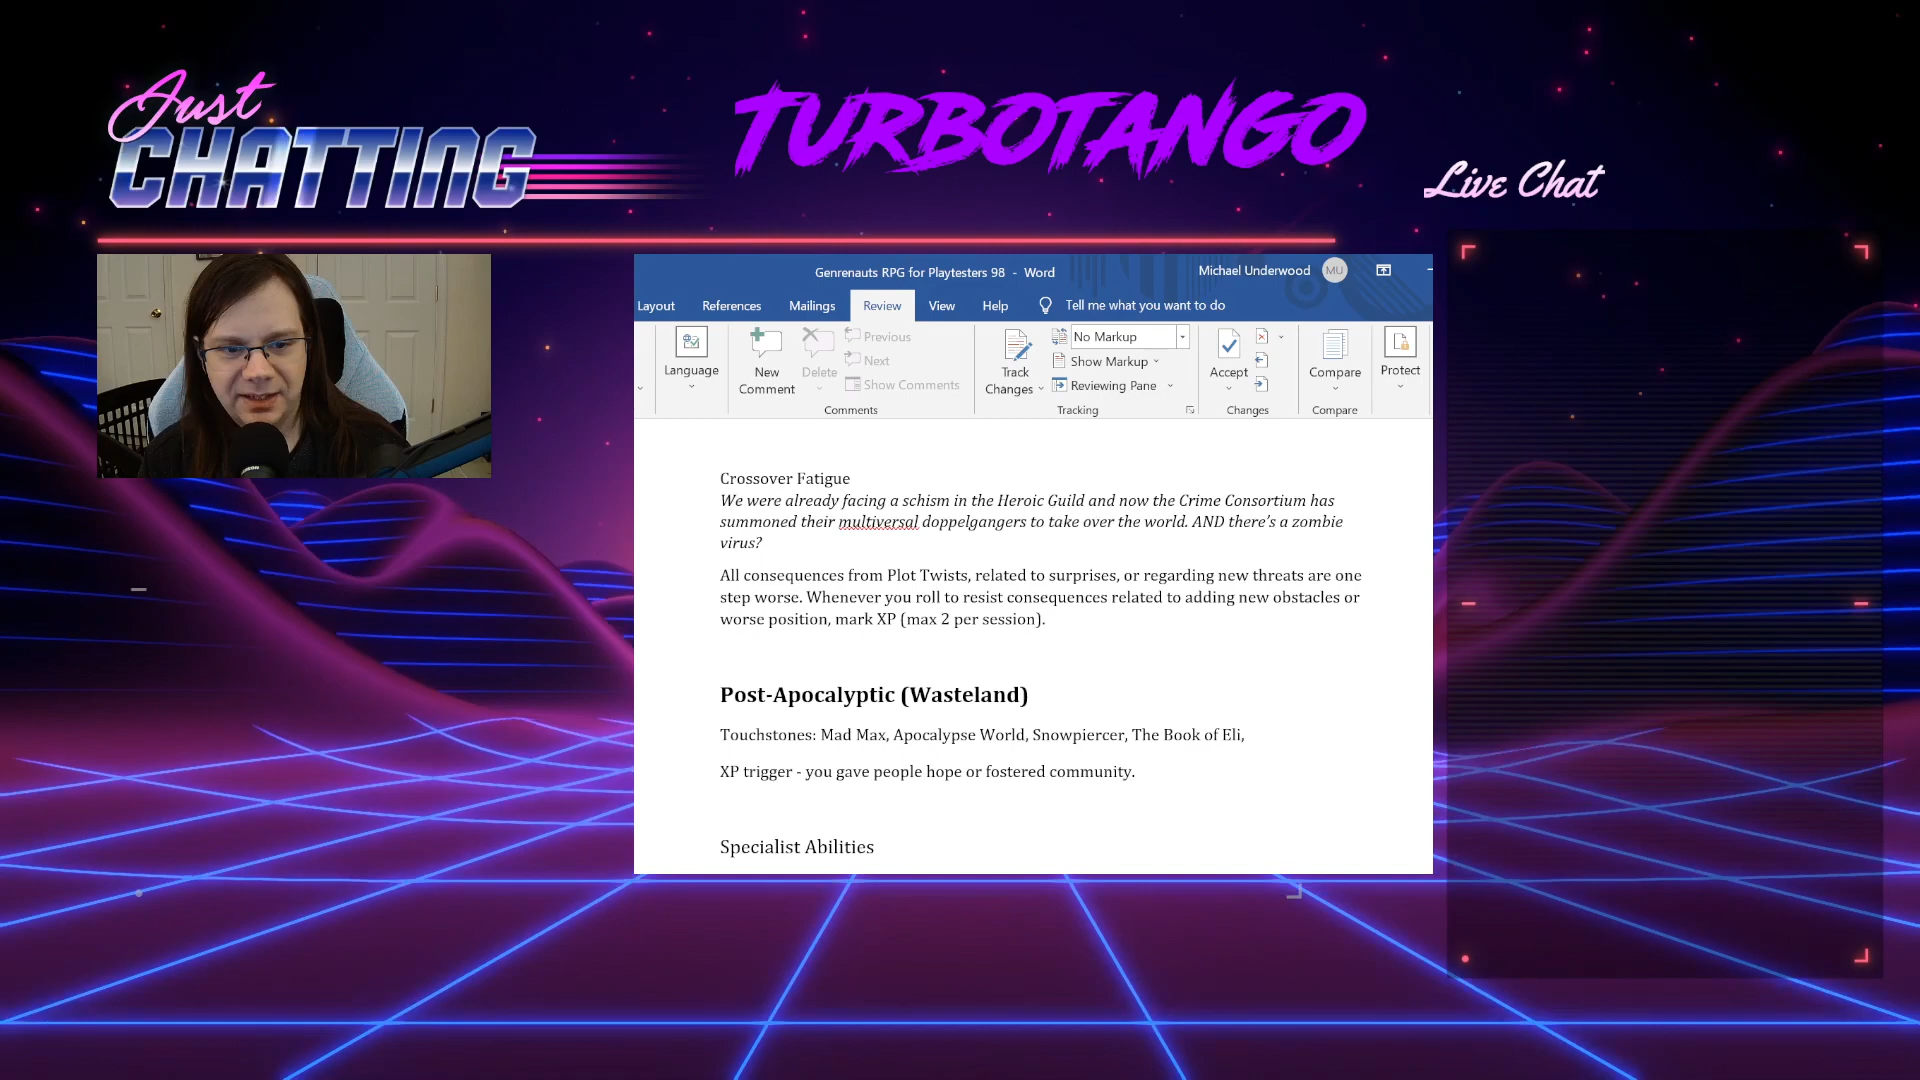 Just
CHATTING
TURBOTANGO
Live Chat
Genrenauts RPG for Playtesters 98 - Word
Michael Underwood
MU
Layout
References
Mailings
Review
View
Help
Tell me what you want to do
Language
New
Comment
Delete
Previous
Next
Show Comments
Comments
Track
Changes
No Markup
Show Markup
Reviewing Pane
Tracking
Accept
Changes
Compare
Compare
Protect
Crossover Fatigue
We were already facing a schism in the Heroic Guild and now the Crime Consortium has
summoned their multiversal doppelgangers to take over the world. AND there's a zombie
virus?
All consequences from Plot Twists, related to surprises, or regarding new threats are one
step worse. Whenever you roll to resist consequences related to adding new obstacles or
worse position, mark XP (max 2 per session).
Post-Apocalyptic (Wasteland)
Touchstones: Mad Max, Apocalypse World, Snowpiercer, The Book of Eli,
XP trigger - you gave people hope or fostered community.
Specialist Abilities